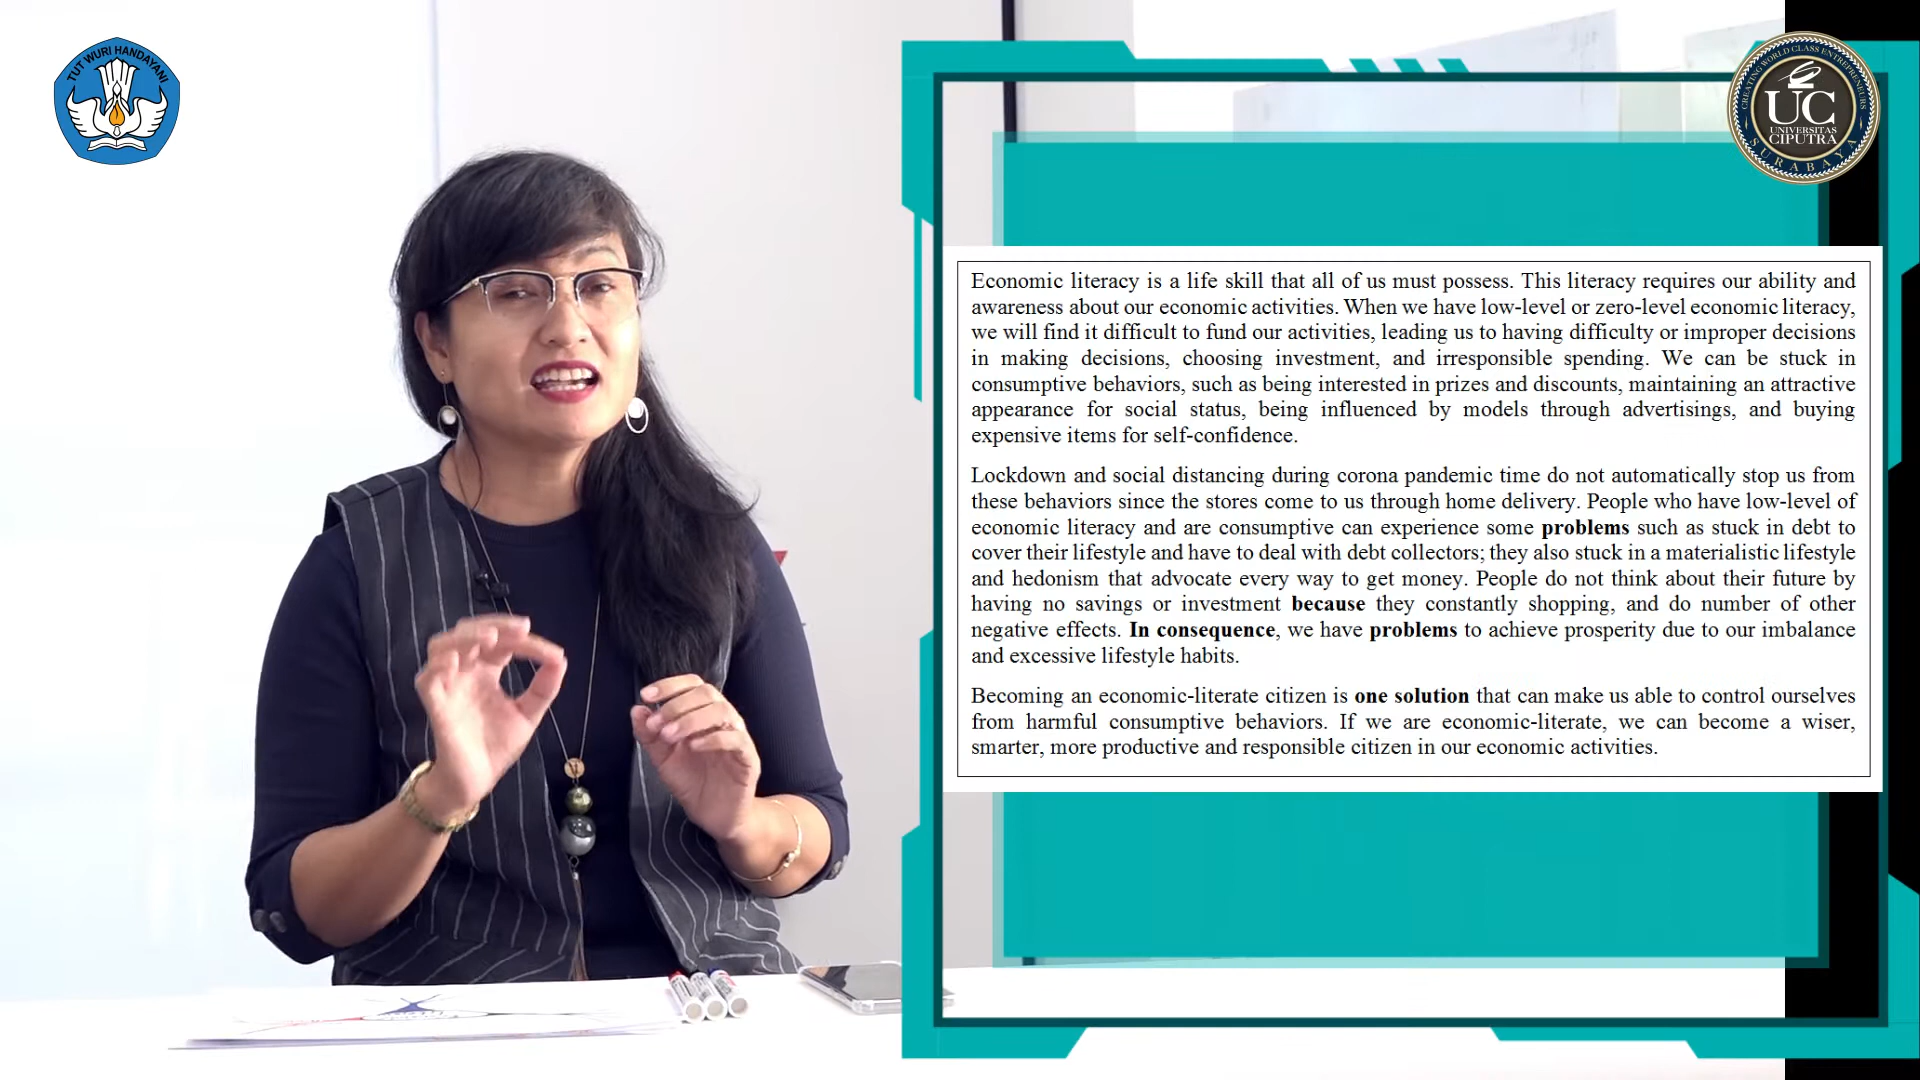 TUT WURI HANDAYANI
CREATING WORLD CLASS ENTREPRENEURS
UC
UNIVERSITAS
CIPUTRA
SURABAYA
Economic literacy is a life skill that all of us must possess. This literacy requires our ability and
awareness about our economic activities. When we have low-level or zero-level economic literacy,
we will find it difficult to fund our activities, leading us to having difficulty or improper decisions
in making decisions, choosing investment, and irresponsible spending. We can be stuck in
consumptive behaviors, such as being interested in prizes and discounts, maintaining an attractive
appearance for social status, being influenced by models through advertisings, and buying
expensive items for self-confidence.
Lockdown and social distancing during corona pandemic time do not automatically stop us from
these behaviors since the stores come to us through home delivery. People who have low-level of
economic literacy and are consumptive can experience some problems such as stuck in debt to
cover their lifestyle and have to deal with debt collectors; they also stuck in a materialistic lifestyle
and hedonism that advocate every way to get money. People do not think about their future by
having no savings or investment because they constantly shopping, and do number of other
negative effects. In consequence, we have problems to achieve prosperity due to our imbalance
and excessive lifestyle habits.
Becoming an economic-literate citizen is one solution that can make us able to control ourselves
from harmful consumptive behaviors. If we are economic-literate, we can become a wiser,
smarter, more productive and responsible citizen in our economic activities.